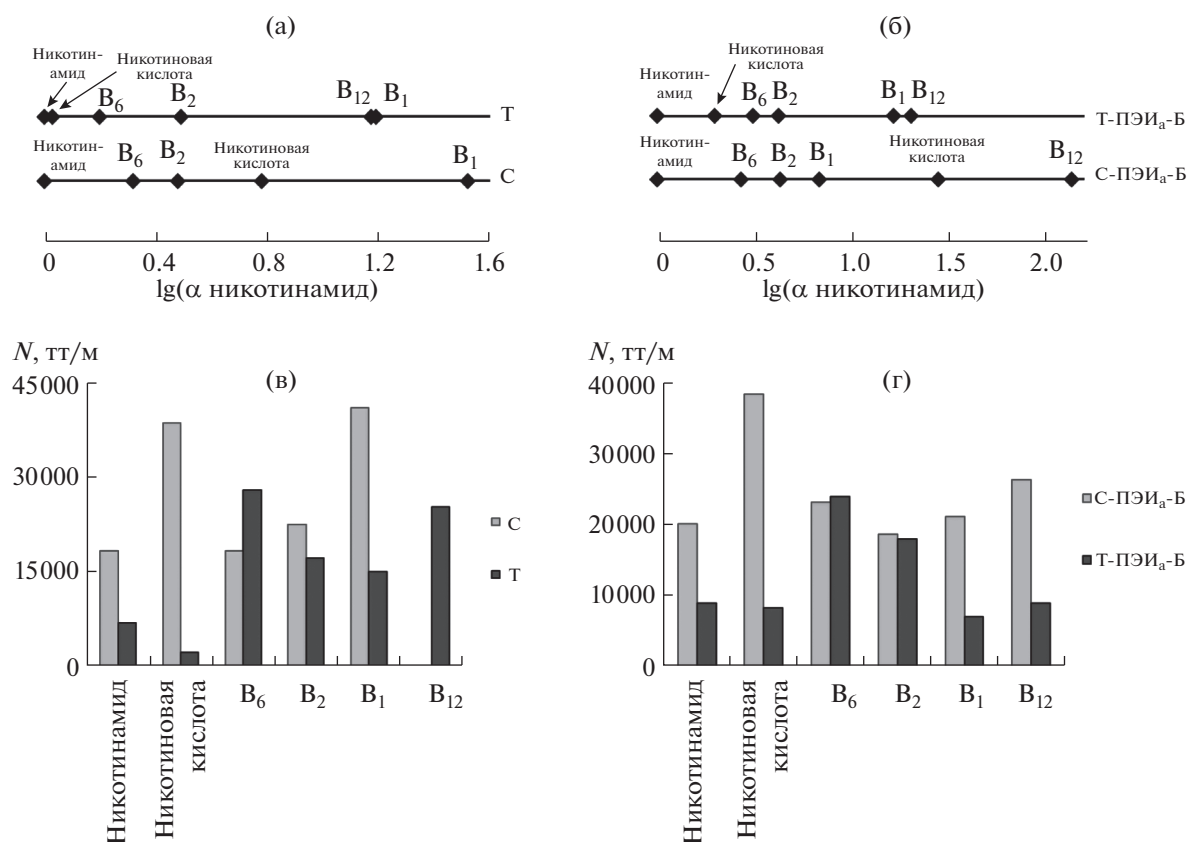 (а)
Никотин-
амид
Никотиновая
кислота
B6
B2
B12
B1
Т
Никотин-
амид
B6
B2
Никотиновая
кислота
B1
С
0
0.4
0.8
1.2
1.6
lg(α никотинамид)
(б)
Никотин-
амид
Никотиновая
кислота
B6
B2
B1
B12
Т-ПЭИа-Б
Никотин-
амид
B6
B2
B1
Никотиновая
кислота
B12
С-ПЭИа-Б
0
0.5
1.0
1.5
2.0
lg(α никотинамид)
(в)
N, тт/м
45000
30000
15000
0
Никотинамид
Никотиновая
кислота
B6
B2
B1
B12
С
Т
(г)
N, тт/м
40000
30000
20000
10000
0
Никотинамид
Никотиновая
кислота
B6
B2
B1
B12
С-ПЭИа-Б
Т-ПЭИа-Б